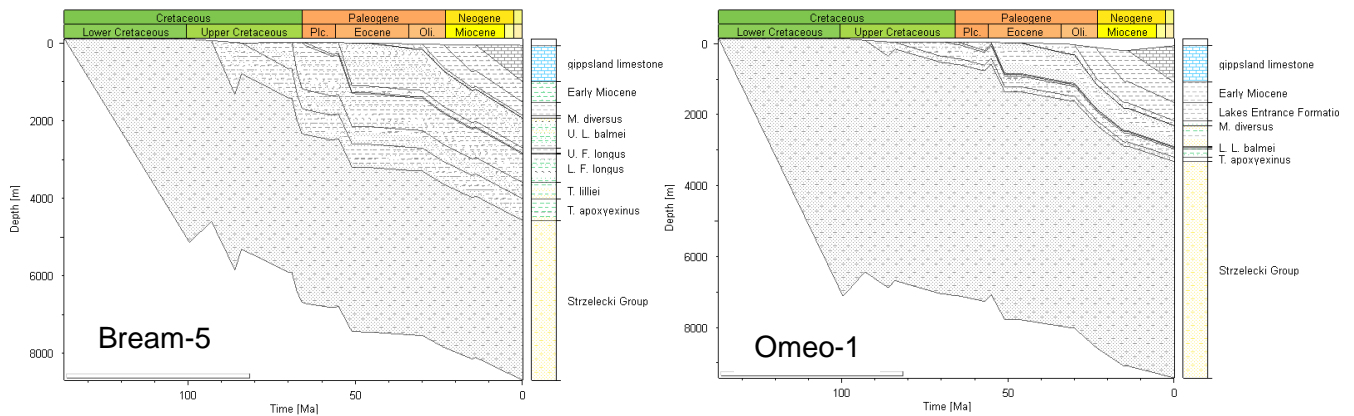 Cretaceous Paleogene Neogene
Lower Cretaceous Upper Cretaceous Plc. Eocene Oli. Miocene
0
2000
4000
6000
8000
Depth [m]
100
50
0
Time [Ma]
Bream-5
gippsland limestone
Early Miocene
M. diversus
U. L. balmei
U. F. longus
L. F. longus
T. lilliei
T. apoxyexinus
Strzelecki Group
Cretaceous Paleogene Neogene
Lower Cretaceous Upper Cretaceous Plc. Eocene Oli. Miocene
0
2000
4000
6000
8000
Depth [m]
100
50
0
Time [Ma]
Omeo-1
gippsland limestone
Early Miocene
Lakes Entrance Formatio
M. diversus
L. L. balmei
T. apoxyexinus
Strzelecki Group